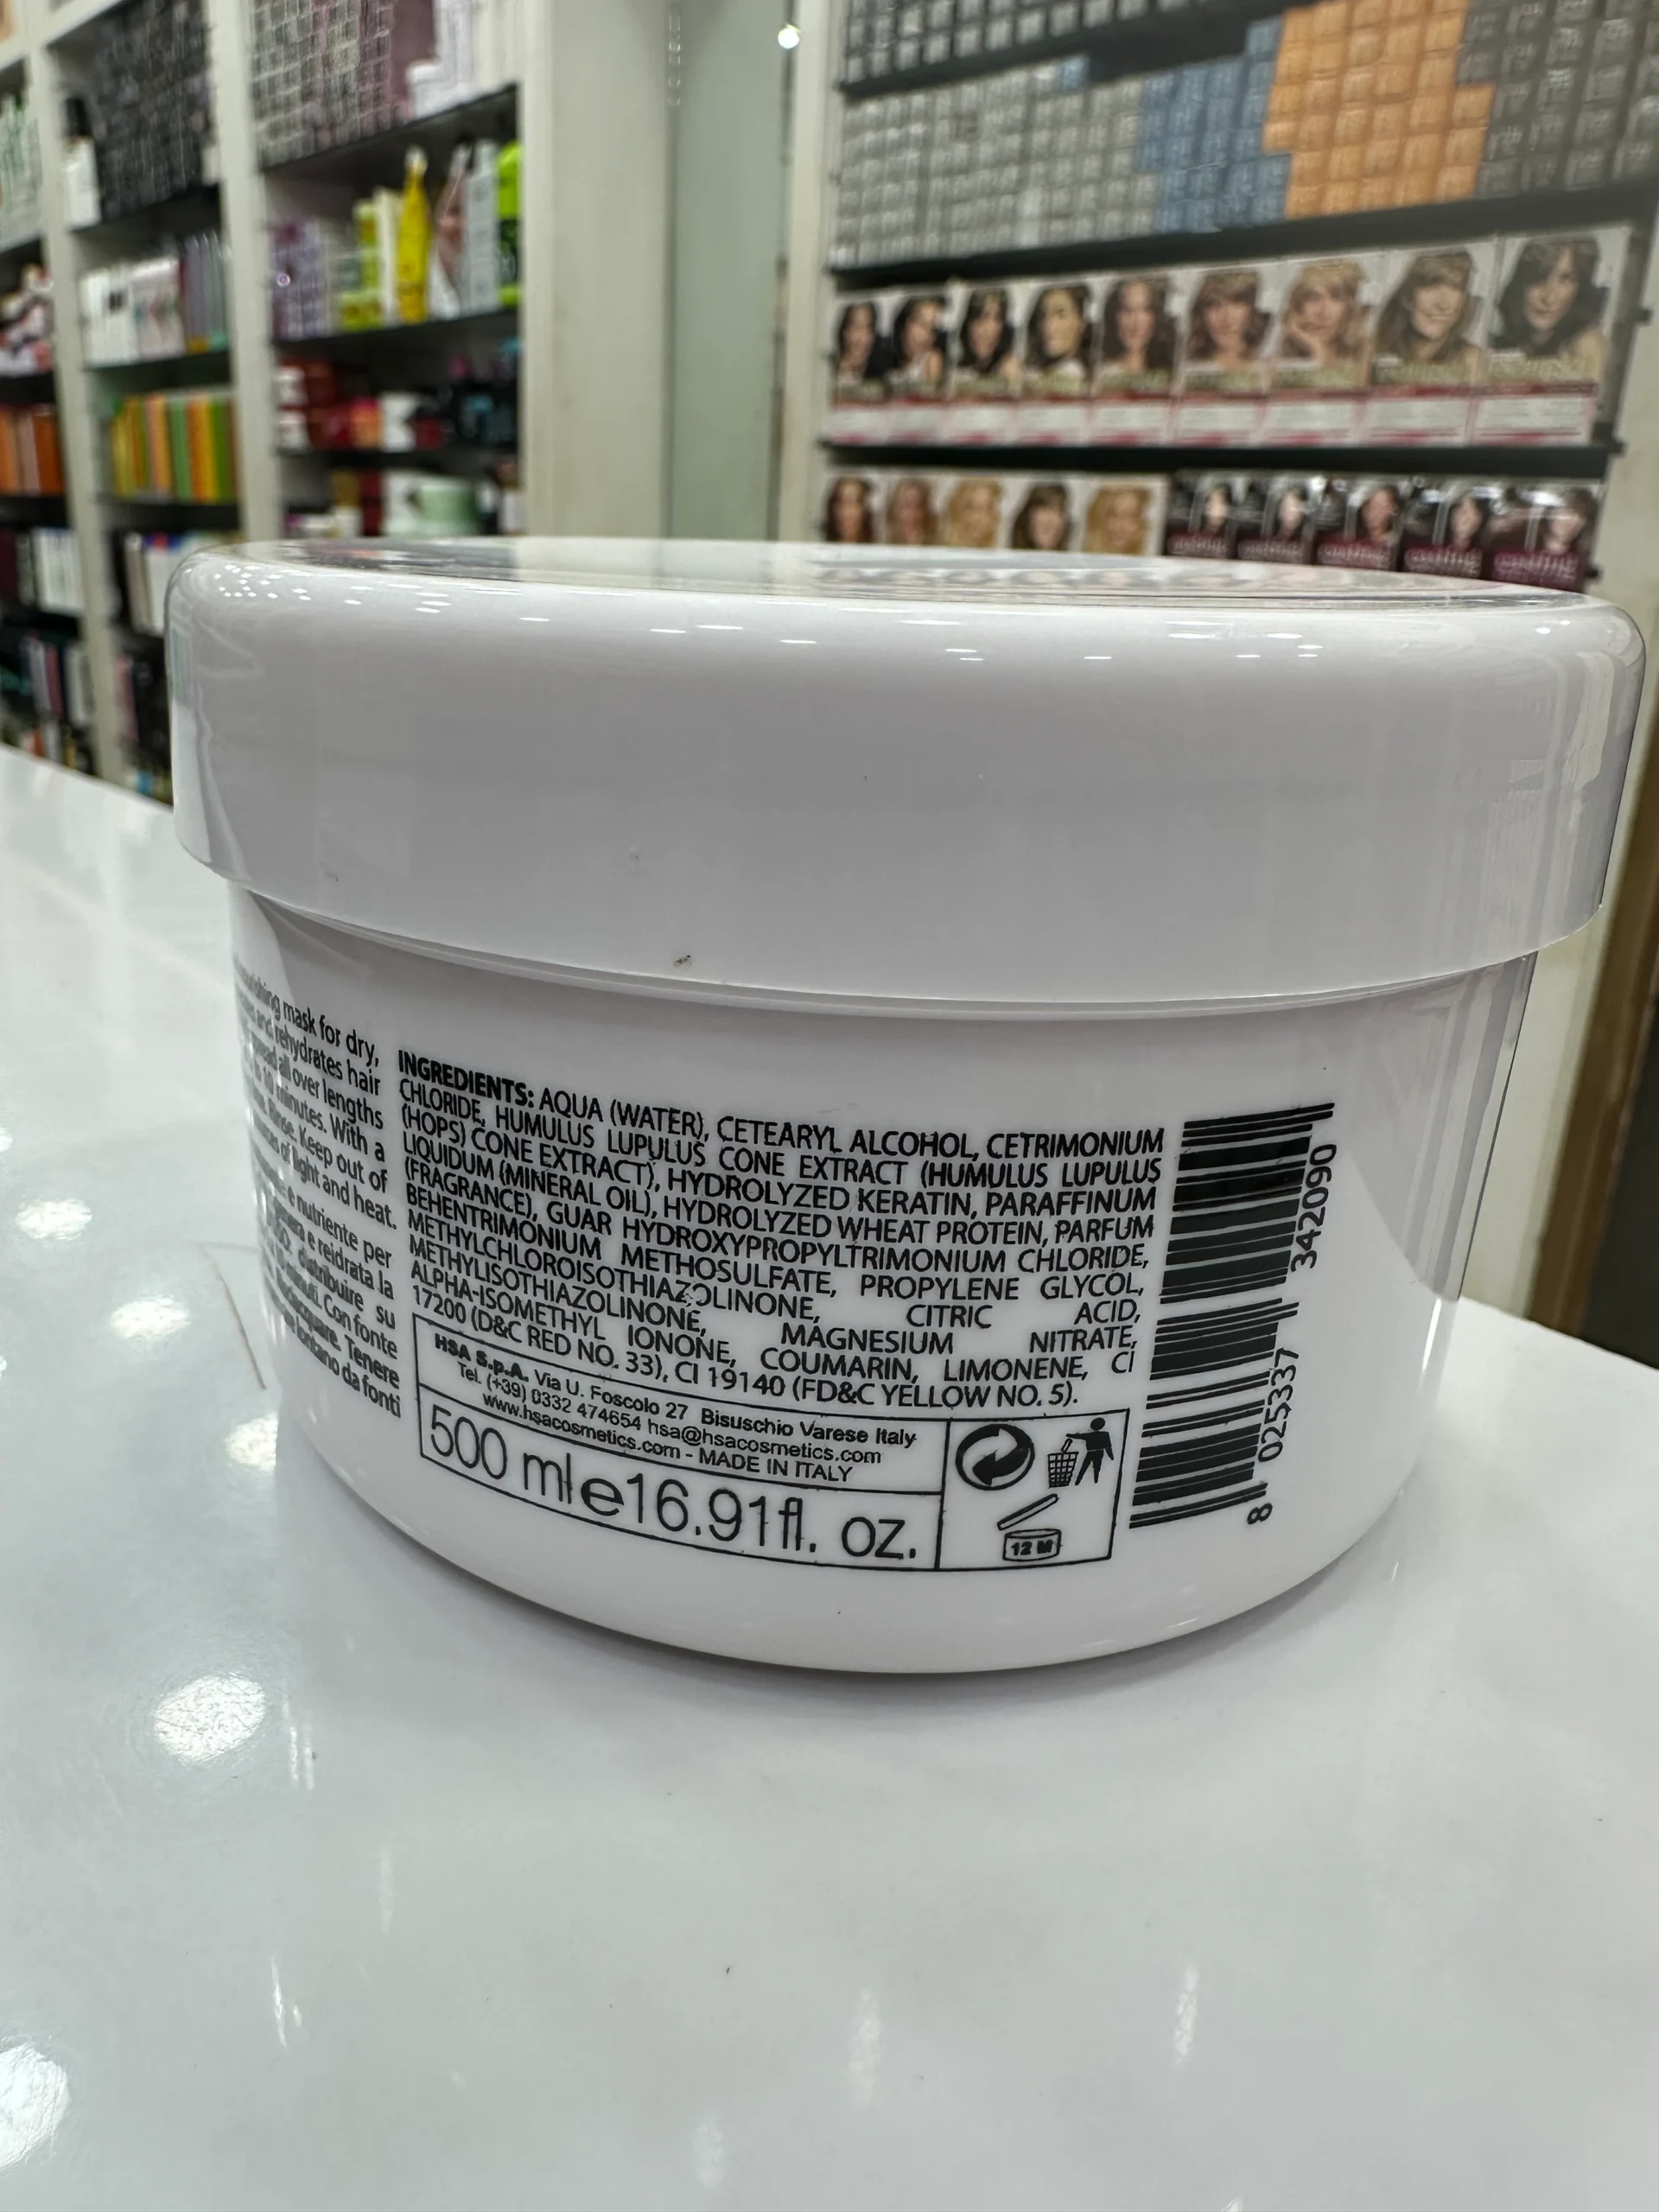 mask for dry,
and rehydrates hair
all over lengths
10 minutes. With a
Rinse. Keep out of
of light and heat.
e nutriente per
e reidrata la
distribuire su
minuti. Con fonte
Tenere
lontano da fonti
INGREDIENTS: AQUA (WATER), CETEARYL ALCOHOL, CETRIMONIUM
CHLORIDE, HUMULUS LUPULUS CONE EXTRACT (HUMULUS LUPULUS
(HOPS) CONE EXTRACT), HYDROLYZED KERATIN, PARAFFINUM
LIQUIDUM (MINERAL OIL), HYDROLYZED WHEAT PROTEIN, PARFUM
(FRAGRANCE), GUAR HYDROXYPROPYLTRIMONIUM CHLORIDE,
BEHENTRIMONIUM METHOSULFATE, PROPYLENE GLYCOL,
METHYLCHLOROISOTHIAZOLINONE, CITRIC ACID,
METHYLISOTHIAZOLINONE, MAGNESIUM NITRATE,
ALPHA-ISOMETHYL IONONE, COUMARIN, LIMONENE, CI
17200 (D&C RED NO. 33), CI 19140 (FD&C YELLOW NO. 5).
HSA S.p.A. Via U. Foscolo 27 Bisuschio Varese Italy
Tel. (+39) 0332 474654 hsa@hsacosmetics.com
www.hsacosmetics.com - MADE IN ITALY
500 ml e 16.91 fl. oz.
12 M
8 025337 342090